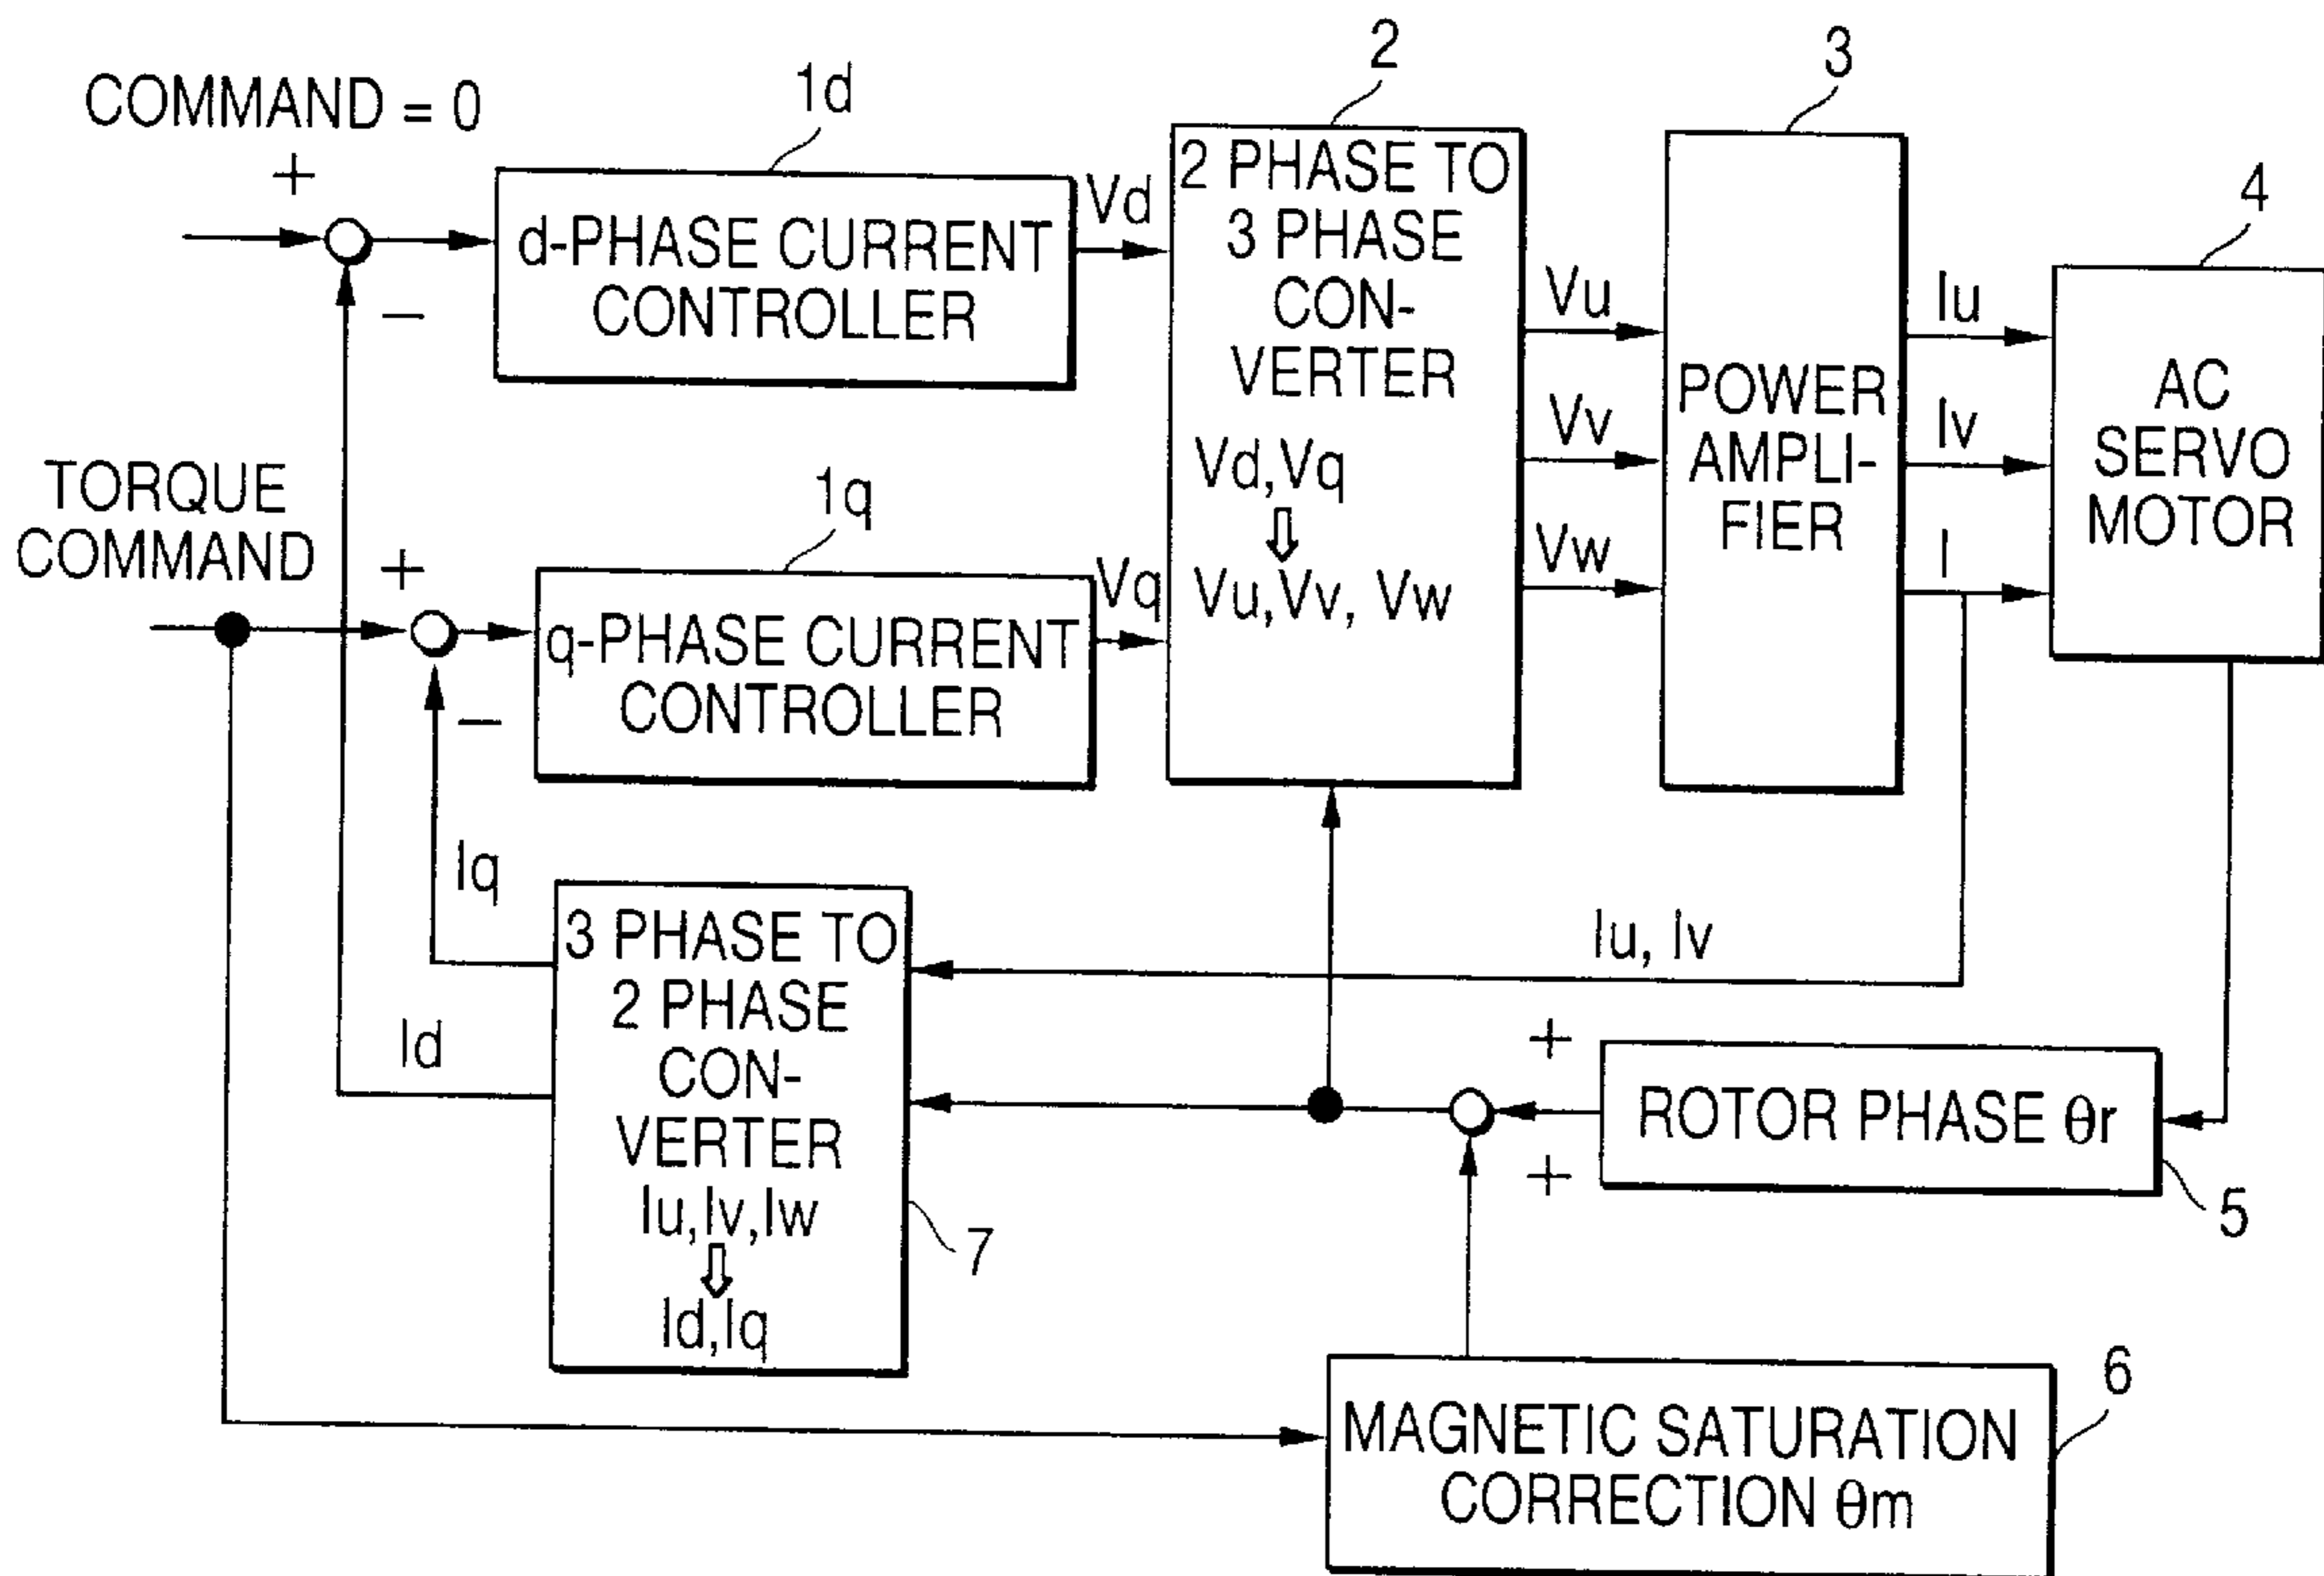 COMMAND = 0
+
−
1d
d-PHASE CURRENT
CONTROLLER
Vd
2
2 PHASE TO
3 PHASE
CON-
VERTER
Vd,Vq
⇩
Vu,Vv, Vw
Vu
Vv
Vw
3
POWER
AMPLI-
FIER
Iu
Iv
I
4
AC
SERVO
MOTOR
TORQUE
COMMAND
+
−
1q
q-PHASE CURRENT
CONTROLLER
Vq
Iq
Id
3 PHASE TO
2 PHASE
CON-
VERTER
Iu,Iv,Iw
⇩
Id,Iq
7
Iu, Iv
+
+
ROTOR PHASE θr
5
MAGNETIC SATURATION
CORRECTION θm
6